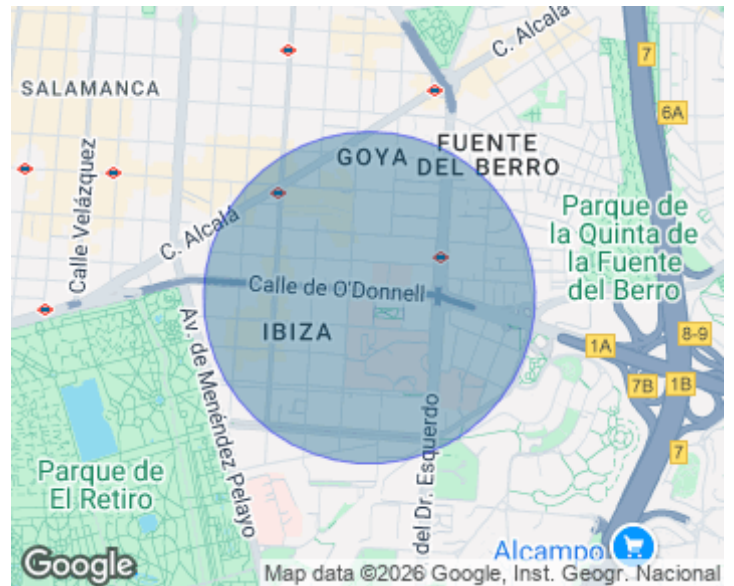 C. Alcalá
7
SALAMANCA
6A
FUENTE
DEL BERRO
GOYA
Calle Velázquez
Parque de
la Quinta de
la Fuente
del Berro
C. Alcalá
Calle de O'Donnell
IBIZA
Av. de Menéndez Pelayo
8-9
1A
7B
1B
del Dr. Esquerdo
7
Parque de
El Retiro
Alcampo
Google
Map data ©2026 Google, Inst. Geogr. Nacional